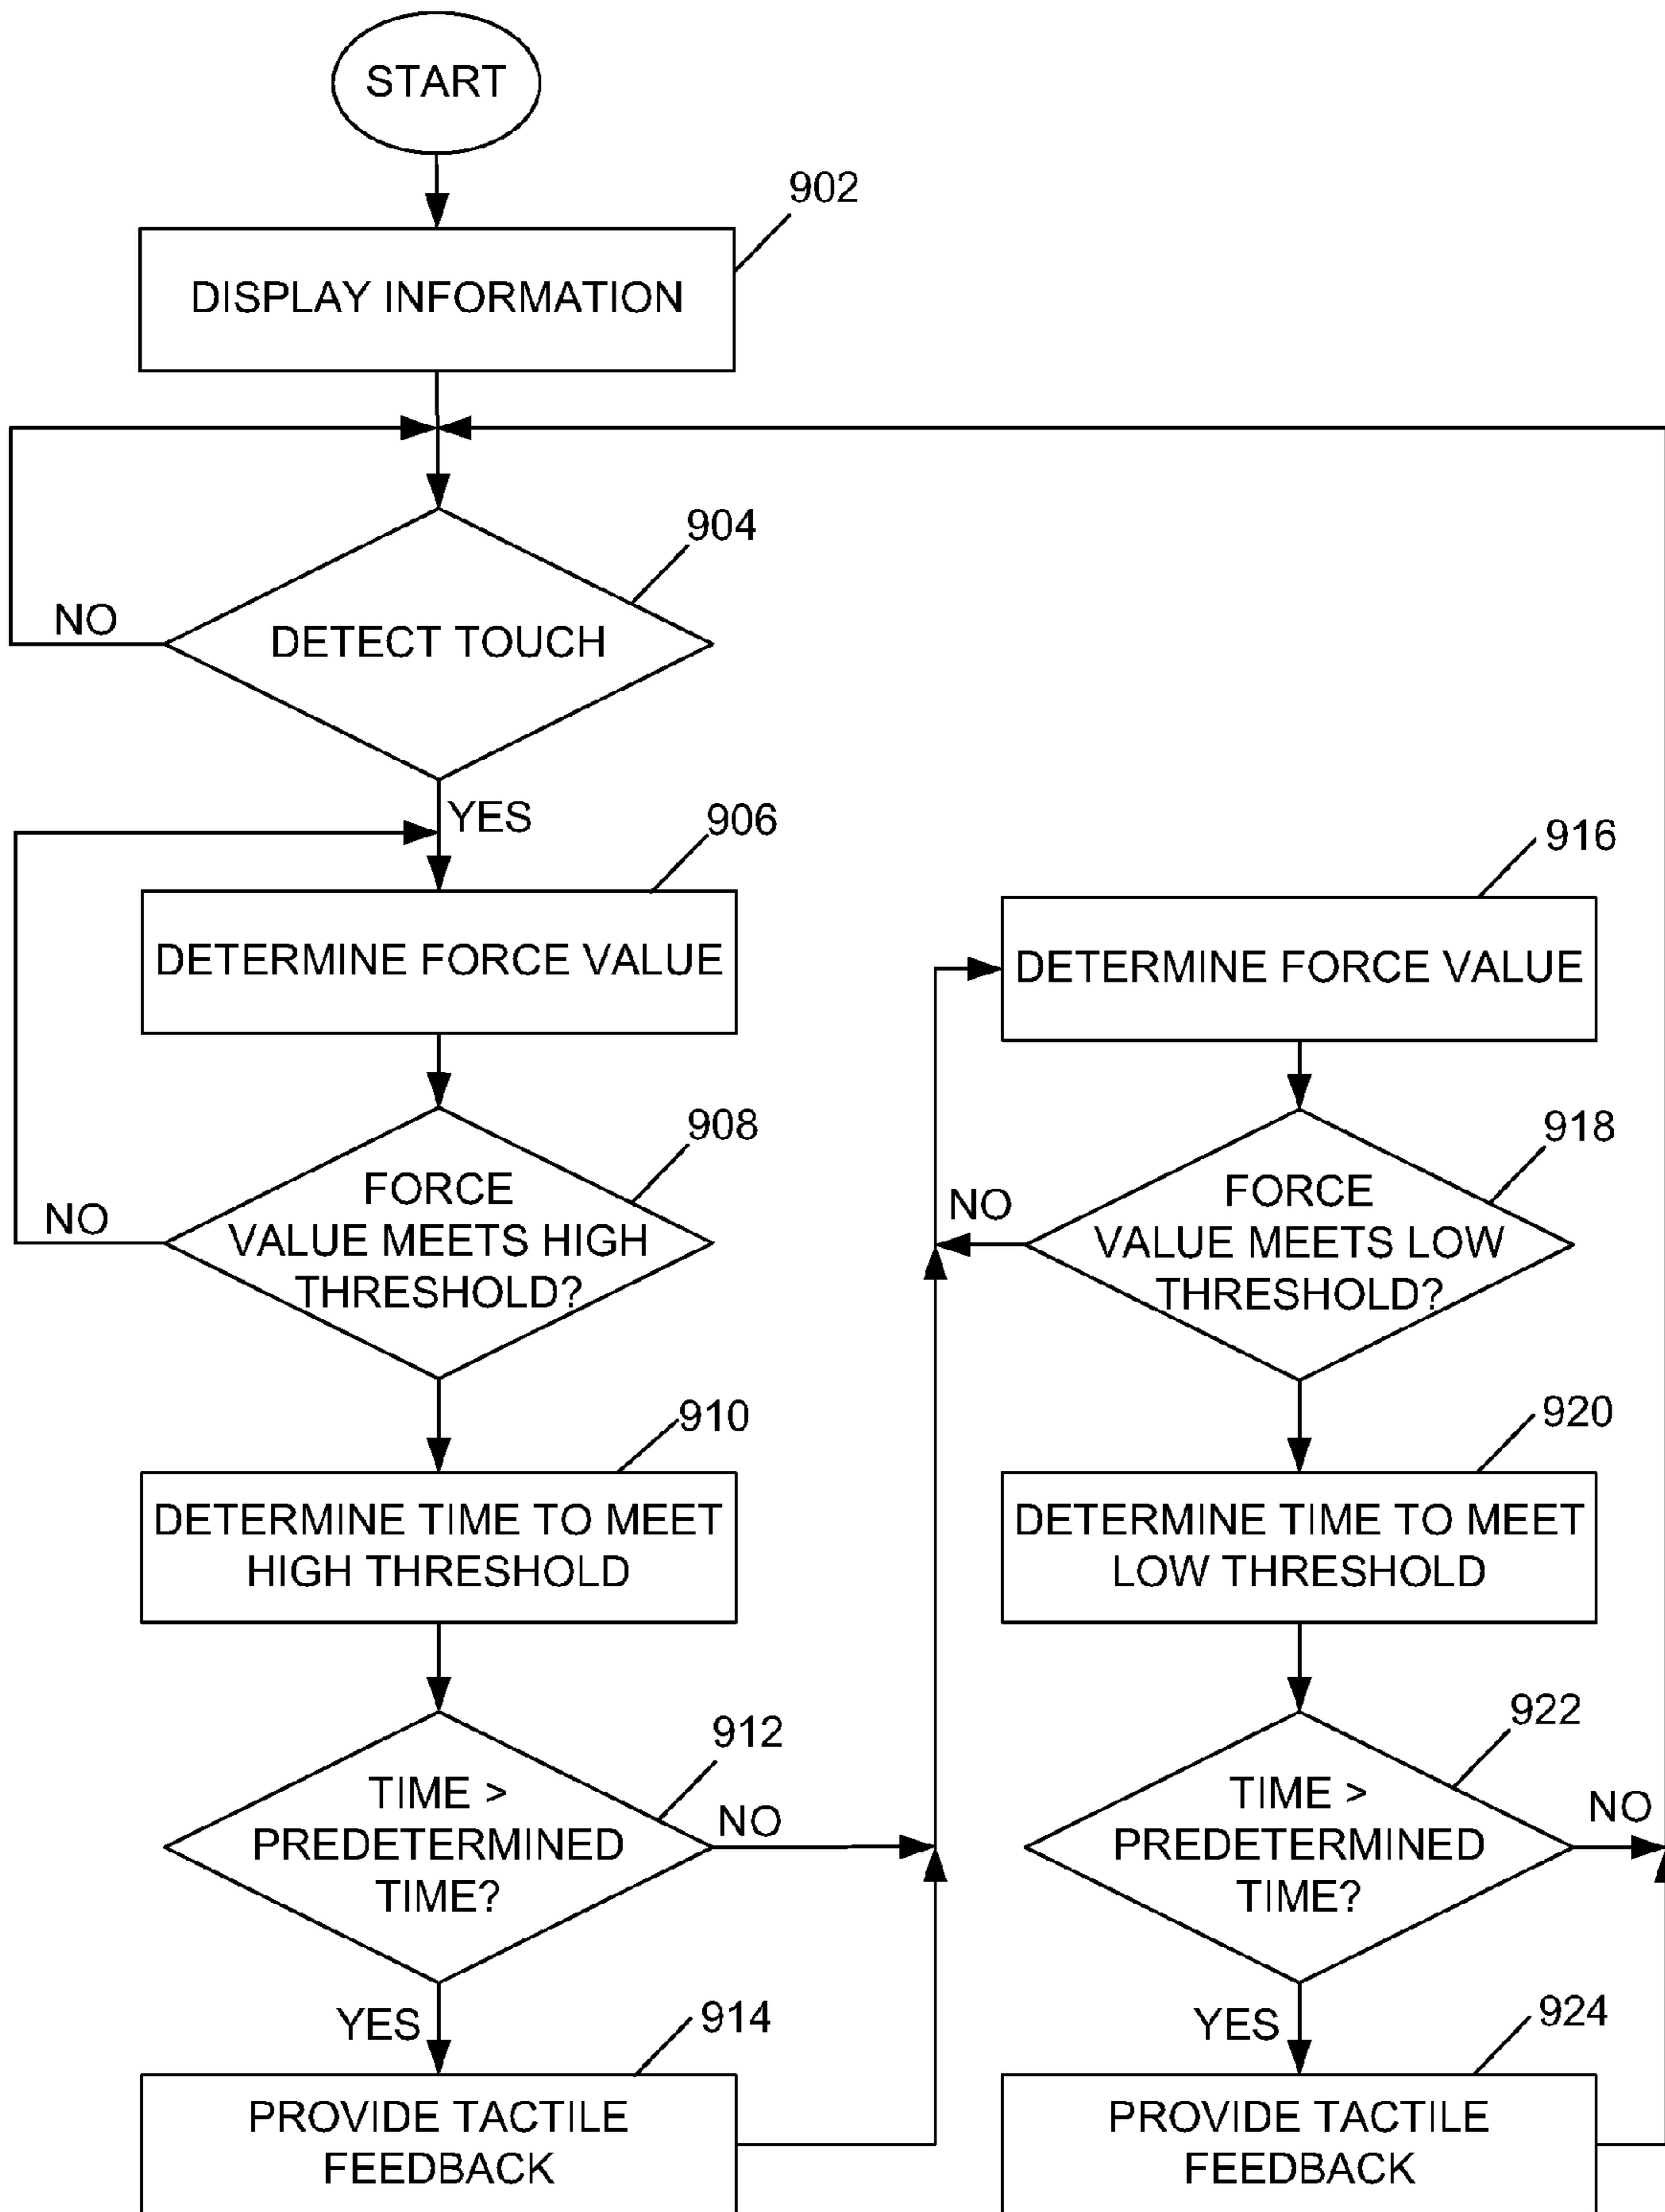 START
902
DISPLAY INFORMATION
904
NO
DETECT TOUCH
YES
906
DETERMINE FORCE VALUE
908
FORCE
VALUE MEETS HIGH
THRESHOLD?
NO
910
DETERMINE TIME TO MEET
HIGH THRESHOLD
912
TIME >
PREDETERMINED
TIME?
NO
YES
914
PROVIDE TACTILE
FEEDBACK
916
DETERMINE FORCE VALUE
918
NO
FORCE
VALUE MEETS LOW
THRESHOLD?
920
DETERMINE TIME TO MEET
LOW THRESHOLD
922
TIME >
PREDETERMINED
TIME?
NO
YES
924
PROVIDE TACTILE
FEEDBACK